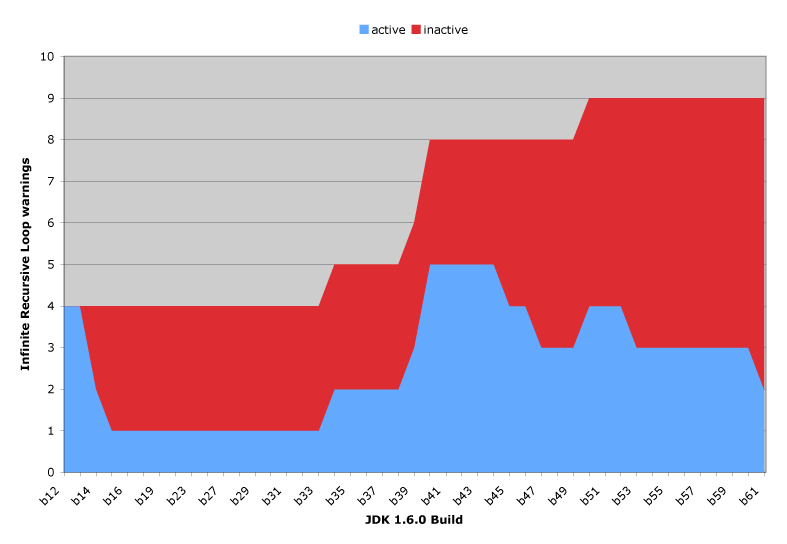 active inactive
10
9
8
7
6
5
4
3
2
1
0
Infinite Recursive Loop warnings
b12 b14 b16 b19 b23 b27 b29 b31 b33 b35 b37 b39 b41 b43 b45 b47 b49 b51 b53 b55 b57 b59 b61
JDK 1.6.0 Build